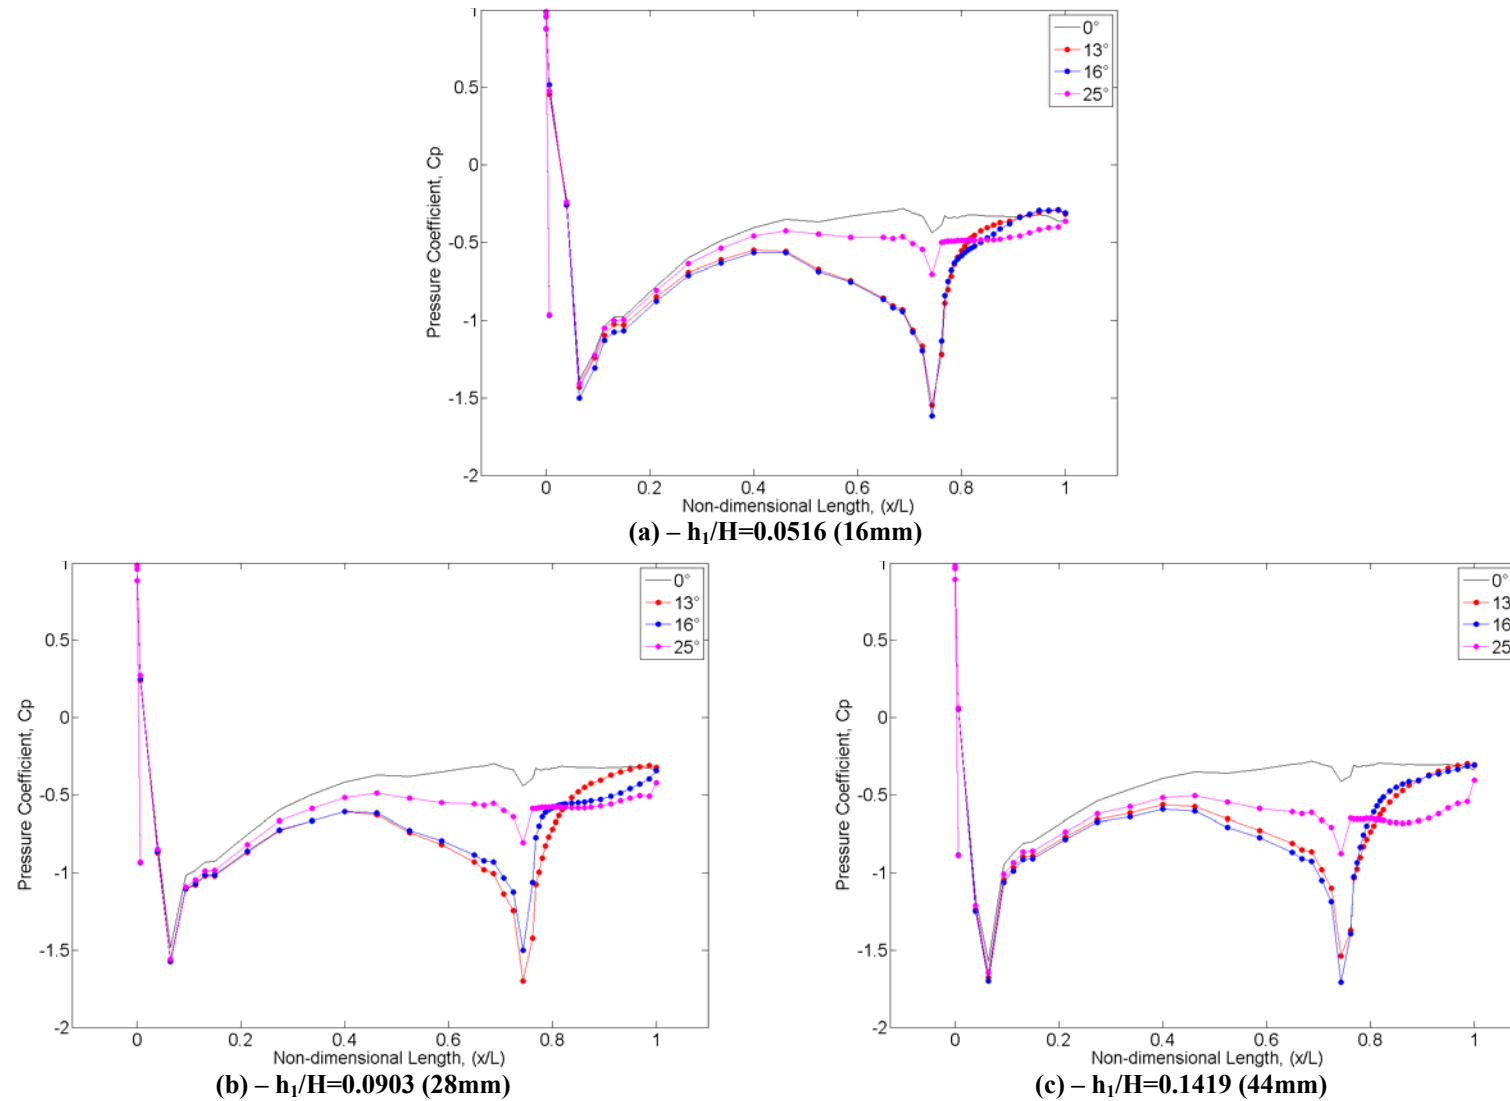 1
0.5
0
-0.5
-1
-1.5
-2
Pressure Coefficient, Cp
0°
13°
16°
25°
0 0.2 0.4 0.6 0.8 1
Non-dimensional Length, (x/L)
(a) – h₁/H=0.0516 (16mm)
1
0.5
0
-0.5
-1
-1.5
-2
Pressure Coefficient, Cp
0°
13°
16°
25°
0 0.2 0.4 0.6 0.8 1
Non-dimensional Length, (x/L)
(b) – h₁/H=0.0903 (28mm)
1
0.5
0
-0.5
-1
-1.5
-2
Pressure Coefficient, Cp
0°
13
16
25
0 0.2 0.4 0.6 0.8 1
Non-dimensional Length, (x/L)
(c) – h₁/H=0.1419 (44mm)